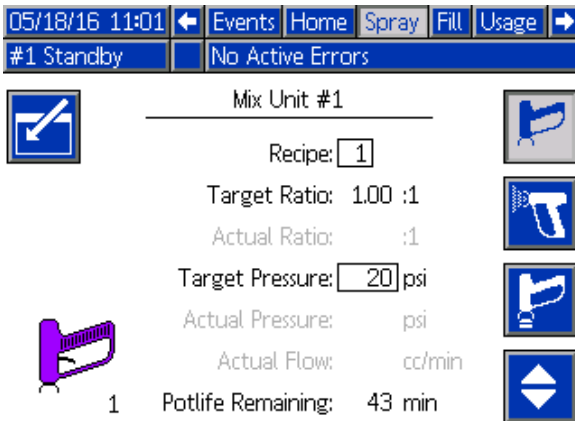 05/18/16 11:01 Events Home Spray Fill Usage
#1 Standby No Active Errors
Mix Unit #1
Recipe: 1
Target Ratio: 1.00 :1
Actual Ratio: :1
Target Pressure: 20 psi
Actual Pressure: psi
Actual Flow: cc/min
1 Potlife Remaining: 43 min